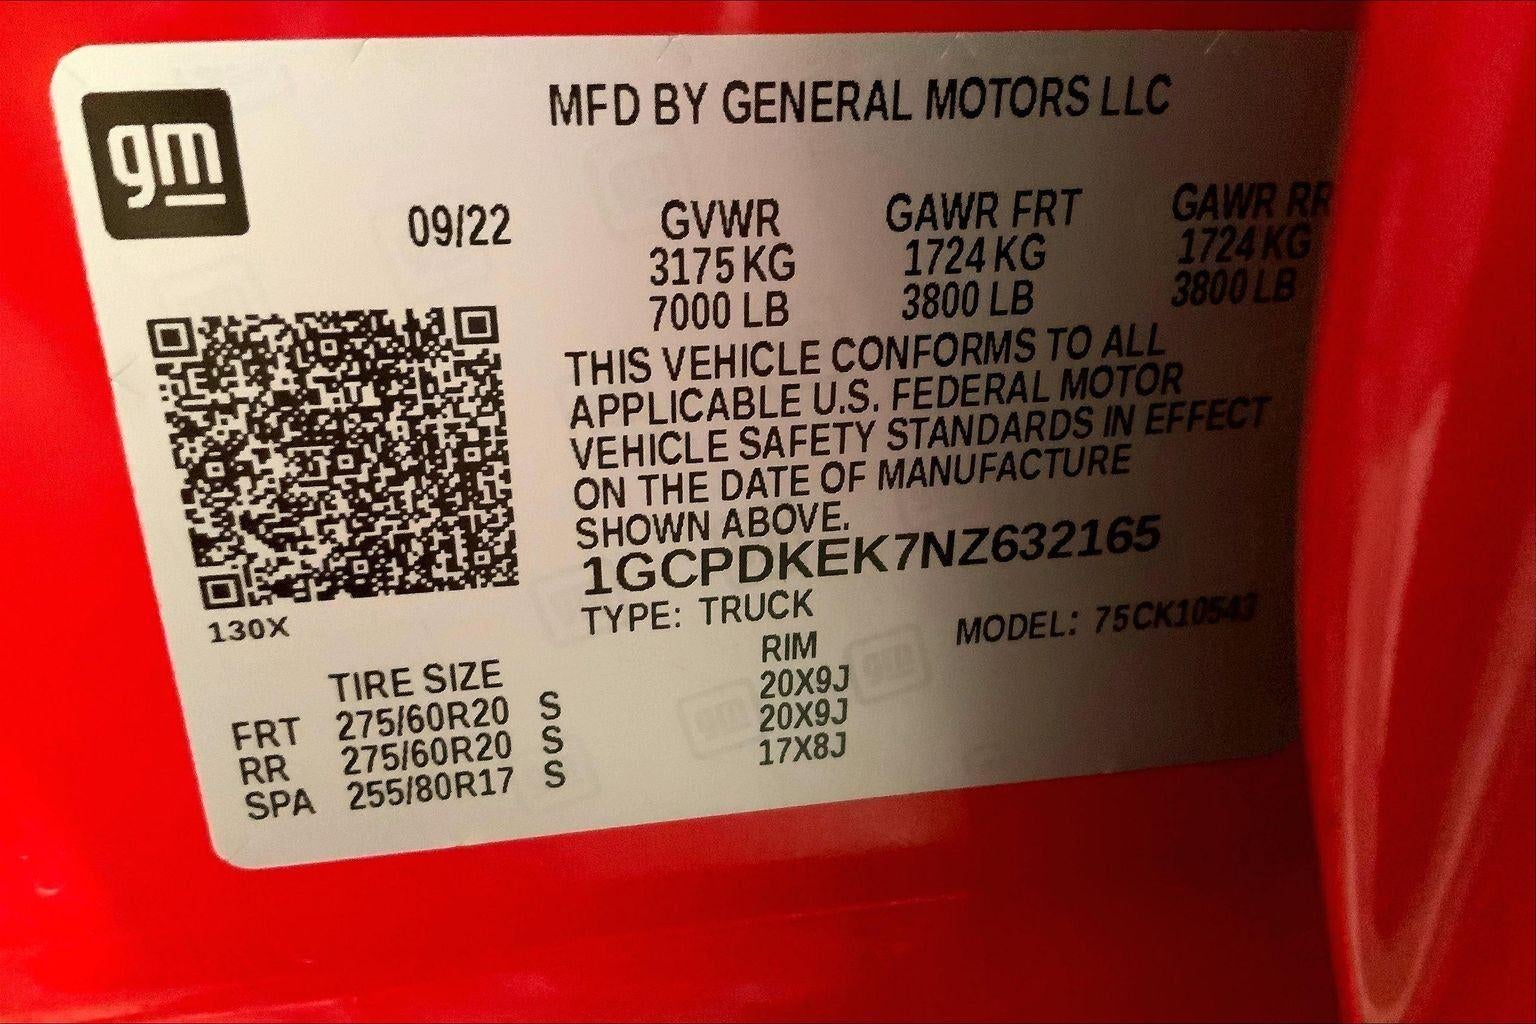 gm
MFD BY GENERAL MOTORS LLC
09/22 GVWR GAWR FRT GAWR RR
3175 KG 1724 KG 1724 KG
7000 LB 3800 LB 3800 LB
THIS VEHICLE CONFORMS TO ALL
APPLICABLE U.S. FEDERAL MOTOR
VEHICLE SAFETY STANDARDS IN EFFECT
ON THE DATE OF MANUFACTURE
SHOWN ABOVE.
1GCPDKEK7NZ632165
130X
TYPE: TRUCK MODEL: 75CK10543
TIRE SIZE RIM
FRT 275/60R20 S 20X9J
RR 275/60R20 S 20X9J
SPA 255/80R17 S 17X8J